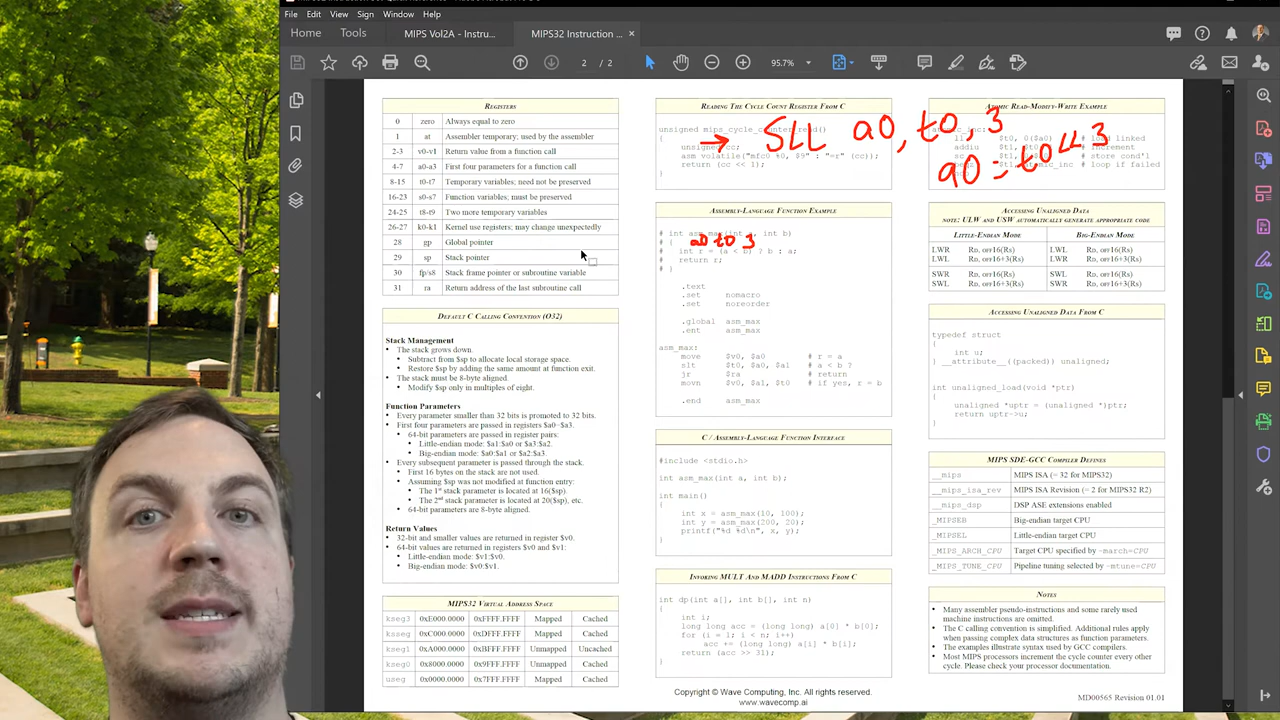 File Edit View Sign Window Help
Home Tools MIPS Vol2A - Instru... MIPS32 Instruction ... ×
2 / 2 95.7%
REGISTERS
0 zero Always equal to zero
1 at Assembler temporary; used by the assembler
2-3 v0-v1 Return value from a function call
4-7 a0-a3 First four parameters for a function call
8-15 t0-t7 Temporary variables; need not be preserved
16-23 s0-s7 Function variables; must be preserved
24-25 t8-t9 Two more temporary variables
26-27 k0-k1 Kernel use registers; may change unexpectedly
28 gp Global pointer
29 sp Stack pointer
30 fp/s8 Stack frame pointer or subroutine variable
31 ra Return address of the last subroutine call
DEFAULT C CALLING CONVENTION (O32)
Stack Management
• The stack grows down.
• Subtract from $sp to allocate local storage space.
• Restore $sp by adding the same amount at function exit.
• The stack must be 8-byte aligned.
• Modify $sp only in multiples of eight.
Function Parameters
• Every parameter smaller than 32 bits is promoted to 32 bits.
• First four parameters are passed in registers $a0−$a3.
• 64-bit parameters are passed in register pairs:
• Little-endian mode: $a1:$a0 or $a3:$a2.
• Big-endian mode: $a0:$a1 or $a2:$a3.
• Every subsequent parameter is passed through the stack.
• First 16 bytes on the stack are not used.
• Assuming $sp was not modified at function entry:
• The 1st stack parameter is located at 16($sp).
• The 2nd stack parameter is located at 20($sp), etc.
• 64-bit parameters are 8-byte aligned.
Return Values
• 32-bit and smaller values are returned in register $v0.
• 64-bit values are returned in registers $v0 and $v1:
• Little-endian mode: $v1:$v0.
• Big-endian mode: $v0:$v1.
MIPS32 VIRTUAL ADDRESS SPACE
kseg3 0xE000.0000 0xFFFF.FFFF Mapped Cached
ksseg 0xC000.0000 0xDFFF.FFFF Mapped Cached
kseg1 0xA000.0000 0xBFFF.FFFF Unmapped Uncached
kseg0 0x8000.0000 0x9FFF.FFFF Unmapped Cached
useg 0x0000.0000 0x7FFF.FFFF Mapped Cached
READING THE CYCLE COUNT REGISTER FROM C
unsigned mips_cycle_counter_read()
{
unsigned cc;
asm volatile("mfc0 %0, $9" : "=r" (cc));
return (cc << 1);
}
→ SLL a0, t0, 3
a0 = t0 << 3
ASSEMBLY-LANGUAGE FUNCTION EXAMPLE
# int asm_max(int a, int b)
# {
a0 t0 3
# int r = (a < b) ? b : a;
# return r;
# }
.text
.set nomacro
.set noreorder
.global asm_max
.ent asm_max
asm_max:
move $v0, $a0 # r = a
slt $t0, $a0, $a1 # a < b ?
jr $ra # return
movn $v0, $a1, $t0 # if yes, r = b
.end asm_max
C / ASSEMBLY-LANGUAGE FUNCTION INTERFACE
#include <stdio.h>
int asm_max(int a, int b);
int main()
{
int x = asm_max(10, 100);
int y = asm_max(200, 20);
printf("%d %d\n", x, y);
}
INVOKING MULT AND MADD INSTRUCTIONS FROM C
int dp(int a[], int b[], int n)
{
int i;
long long acc = (long long) a[0] * b[0];
for (i = 1; i < n; i++)
acc += (long long) a[i] * b[i];
return (acc >> 31);
}
Copyright © Wave Computing, Inc. All rights reserved.
www.wavecomp.ai
ATOMIC READ-MODIFY-WRITE EXAMPLE
$t0, 0($a0) # load linked
addiu # increment
# store cond'l
# loop if failed
ACCESSING UNALIGNED DATA
NOTE: ULW AND USW AUTOMATICALLY GENERATE APPROPRIATE CODE
LITTLE-ENDIAN MODE BIG-ENDIAN MODE
LWR RD, OFF16(RS) LWL RD, OFF16(RS)
LWL RD, OFF16+3(RS) LWR RD, OFF16+3(RS)
SWR RD, OFF16(RS) SWL RD, OFF16(RS)
SWL RD, OFF16+3(RS) SWR RD, OFF16+3(RS)
ACCESSING UNALIGNED DATA FROM C
typedef struct
{
int u;
} __attribute__((packed)) unaligned;
int unaligned_load(void *ptr)
{
unaligned *uptr = (unaligned *)ptr;
return uptr->u;
}
MIPS SDE-GCC COMPILER DEFINES
__mips MIPS ISA (= 32 for MIPS32)
__mips_isa_rev MIPS ISA Revision (= 2 for MIPS32 R2)
__mips_dsp DSP ASE extensions enabled
_MIPSEB Big-endian target CPU
_MIPSEL Little-endian target CPU
_MIPS_ARCH_CPU Target CPU specified by -march=CPU
_MIPS_TUNE_CPU Pipeline tuning selected by -mtune=CPU
NOTES
• Many assembler pseudo-instructions and some rarely used
machine instructions are omitted.
• The C calling convention is simplified. Additional rules apply
when passing complex data structures as function parameters.
• The examples illustrate syntax used by GCC compilers.
• Most MIPS processors increment the cycle counter every other
cycle. Please check your processor documentation.
MD00565 Revision 01.01